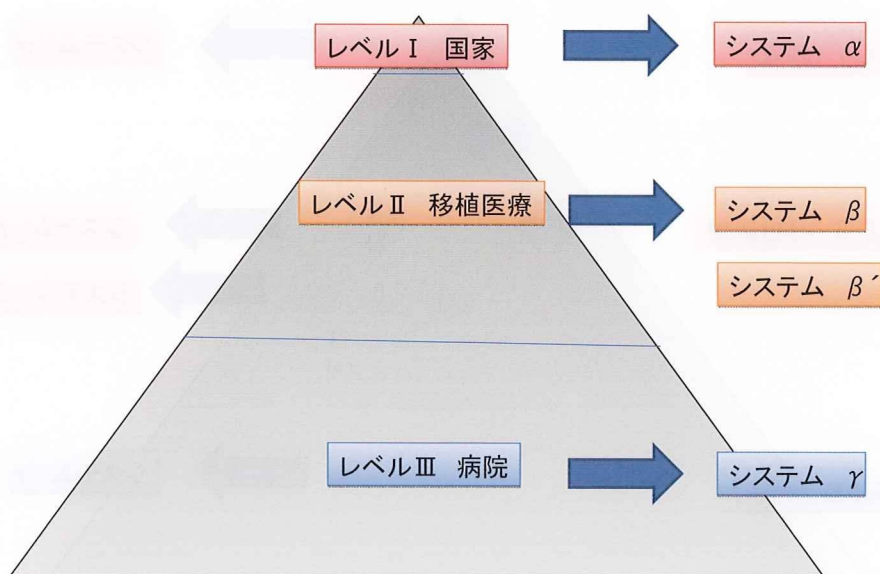 レベルⅠ 国家
システム α
レベルⅡ 移植医療
システム β
システム β´
レベルⅢ 病院
システム γ